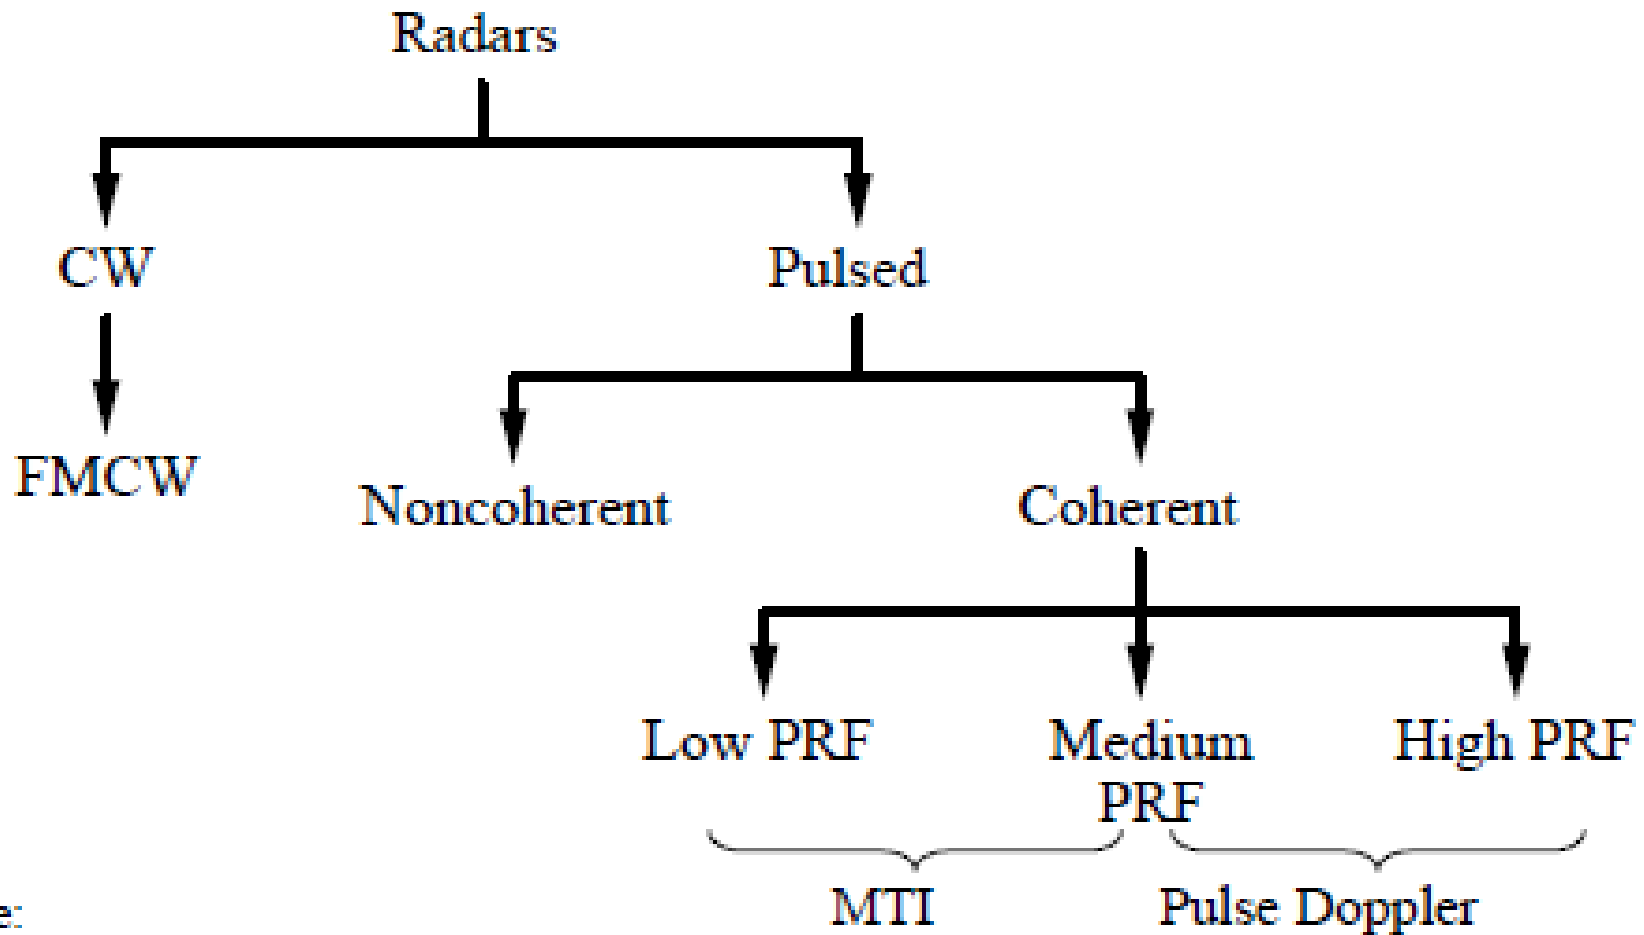 Radars
CW
Pulsed
FMCW
Noncoherent
Coherent
Low PRF
Medium
PRF
High PRF
MTI
Pulse Doppler
e: